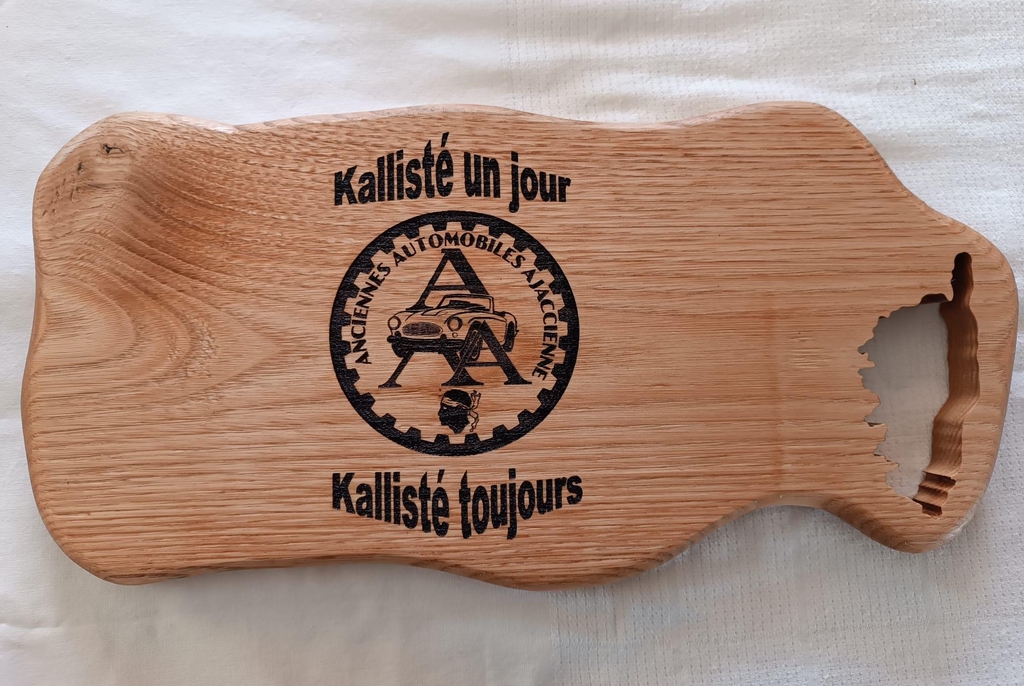 Kallisté un jour
ANCIENNES AUTOMOBILES AJACCIENNE
A
A A
Kallisté toujours